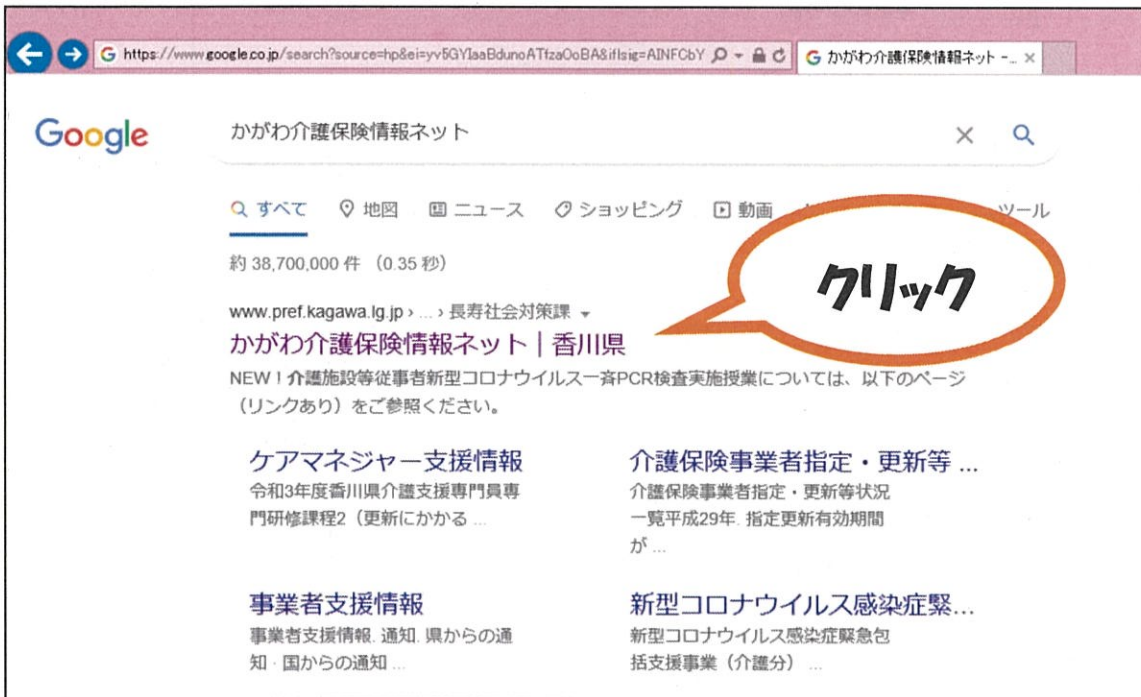 https://www.google.co.jp/search?source=hp&ei=yv5GYIaaBdunoATfzaOoBA&iflsig=AINFCbY
かがわ介護保険情報ネット -...
Google
かがわ介護保険情報ネット
すべて 地図 ニュース ショッピング 動画 ツール
約 38,700,000 件 (0.35 秒)
クリック
www.pref.kagawa.lg.jp › ... › 長寿社会対策課
かがわ介護保険情報ネット | 香川県
NEW！介護施設等従事者新型コロナウイルス一斉PCR検査実施授業については、以下のページ
（リンクあり）をご参照ください。
ケアマネジャー支援情報
令和3年度香川県介護支援専門員専
門研修課程2（更新にかかる ...
介護保険事業者指定・更新等 ...
介護保険事業者指定・更新等状況
一覧平成29年. 指定更新有効期間
が ...
事業者支援情報
事業者支援情報. 通知. 県からの通
知 · 国からの通知 ...
新型コロナウイルス感染症緊...
新型コロナウイルス感染症緊急包
括支援事業（介護分） ...